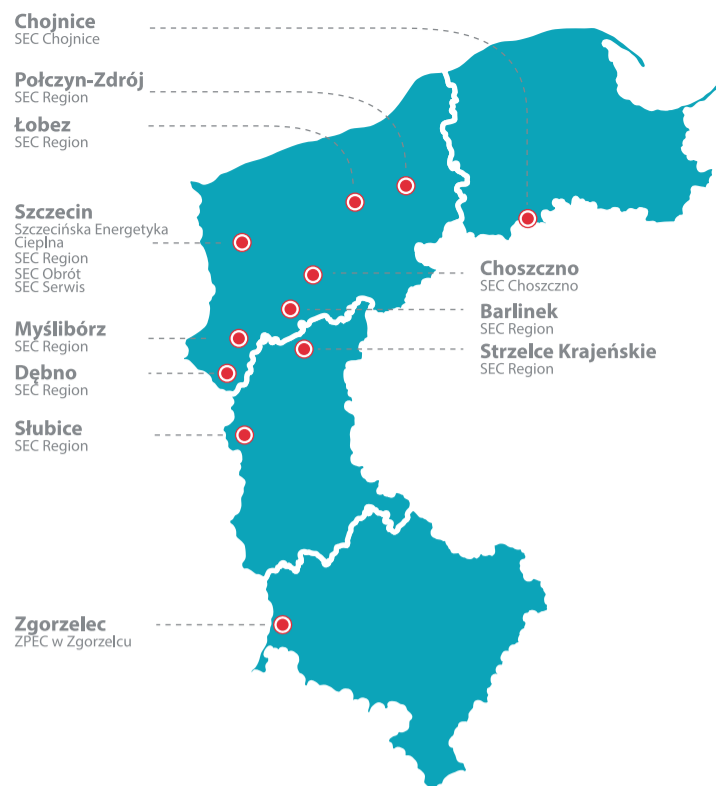 Chojnice
SEC Chojnice
Połczyn-Zdrój
SEC Region
Łobez
SEC Region
Szczecin
Szczecińska Energetyka
Cieplna
SEC Region
SEC Obrót
SEC Serwis
Myślibórz
SEC Region
Dębno
SEC Region
Słubice
SEC Region
Zgorzelec
ZPEC w Zgorzelcu
Choszczno
SEC Choszczno
Barlinek
SEC Region
Strzelce Krajeńskie
SEC Region